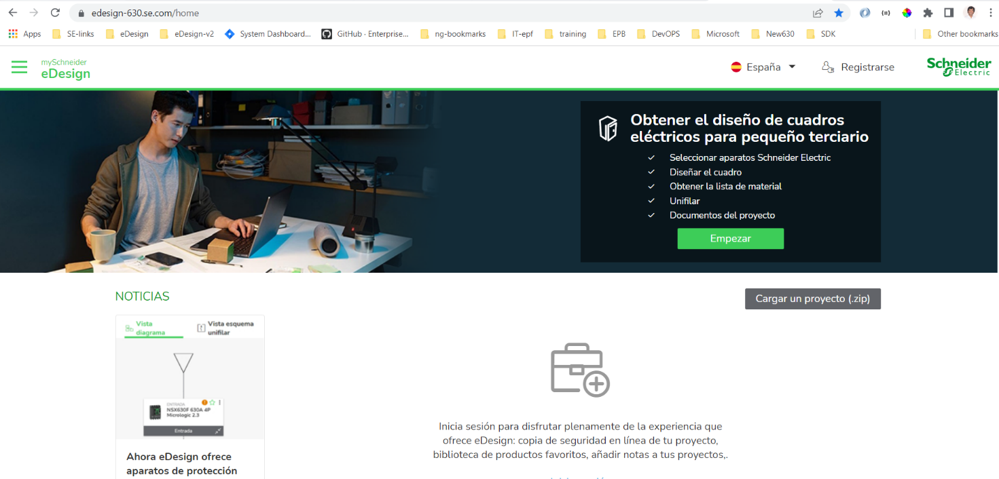 edesign-630.se.com/home
Apps SE-links eDesign eDesign-v2 System Dashboard... GitHub · Enterprise... ng-bookmarks IT-epf training EPB DevOPS Microsoft New630 SDK Other bookmarks
mySchneider
eDesign
España
Registrarse
Schneider
Electric
Obtener el diseño de cuadros
eléctricos para pequeño terciario
Seleccionar aparatos Schneider Electric
Diseñar el cuadro
Obtener la lista de material
Unifilar
Documentos del proyecto
Empezar
NOTICIAS
Cargar un proyecto (.zip)
Vista
diagrama
Vista esquema
unifilar
ENTRADA
NSX630F 630A 4P
Micrologic 2.3
Entrada
Ahora eDesign ofrece
aparatos de protección
Inicia sesión para disfrutar plenamente de la experiencia que
ofrece eDesign: copia de seguridad en línea de tu proyecto,
biblioteca de productos favoritos, añadir notas a tus proyectos,.